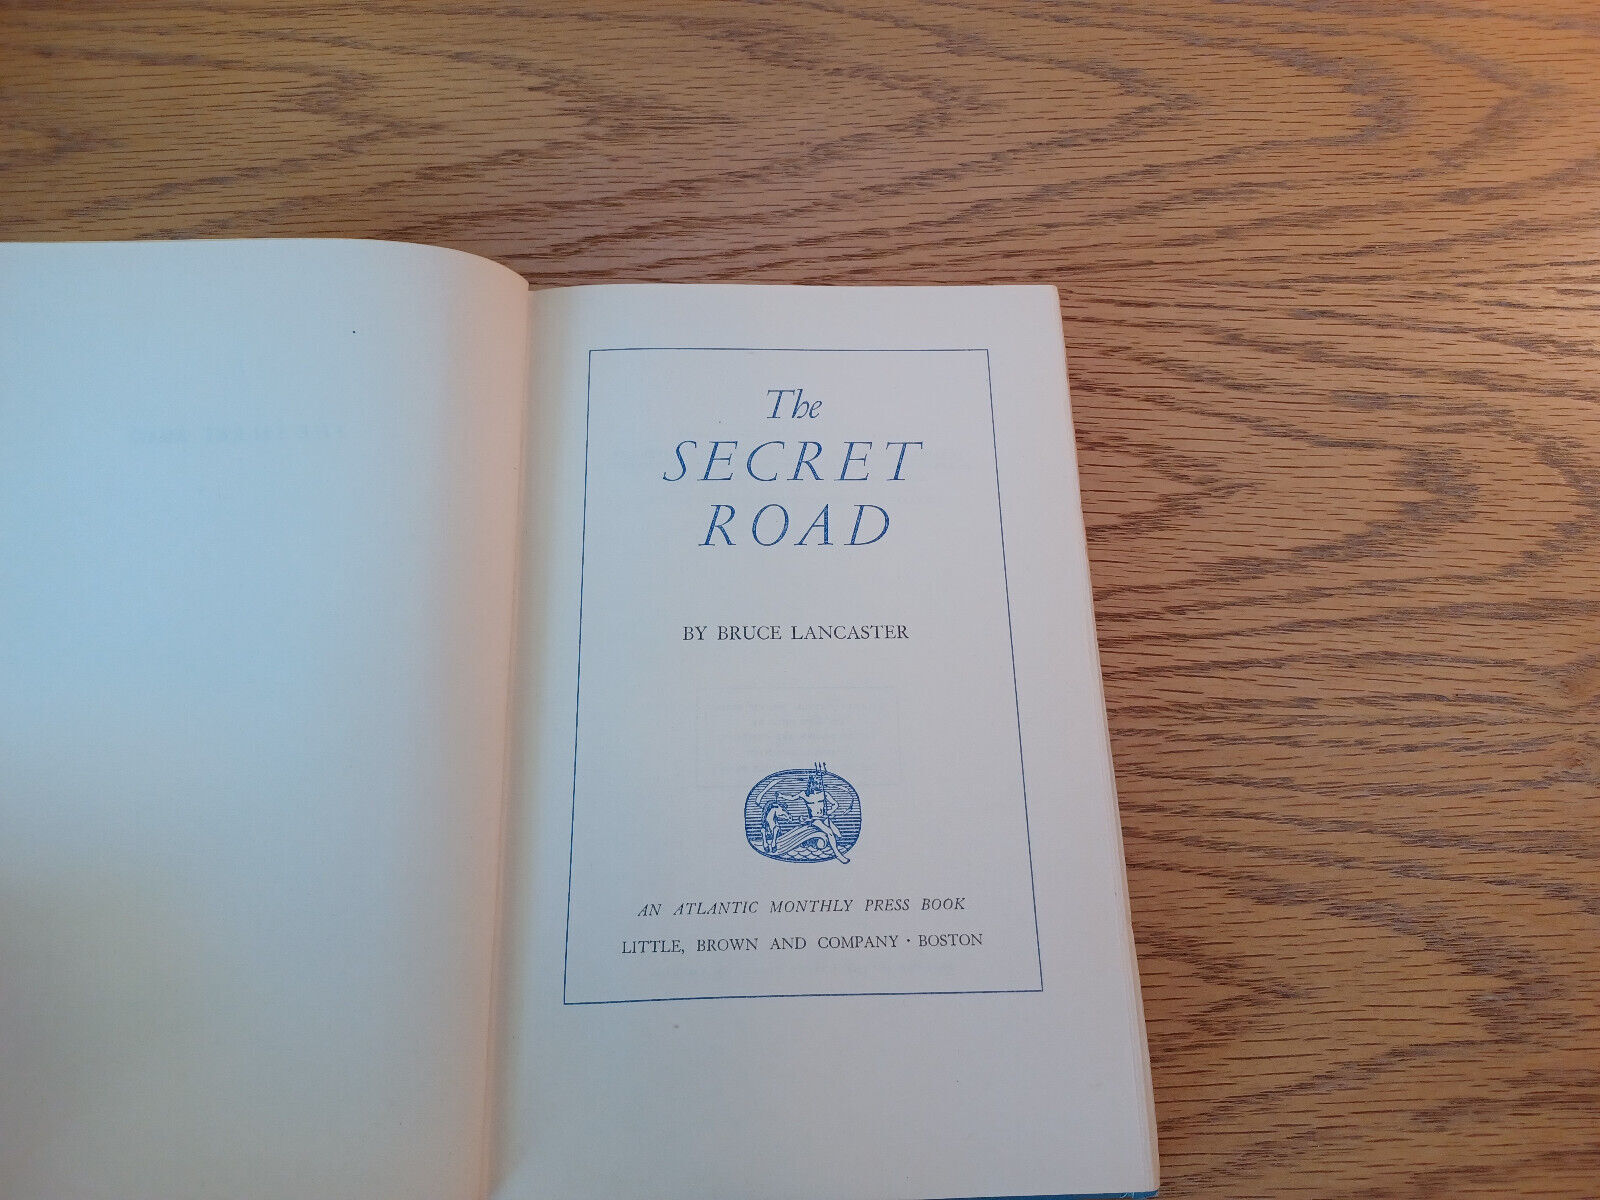 The
SECRET
ROAD
BY BRUCE LANCASTER
AN ATLANTIC MONTHLY PRESS BOOK
LITTLE, BROWN AND COMPANY · BOSTON